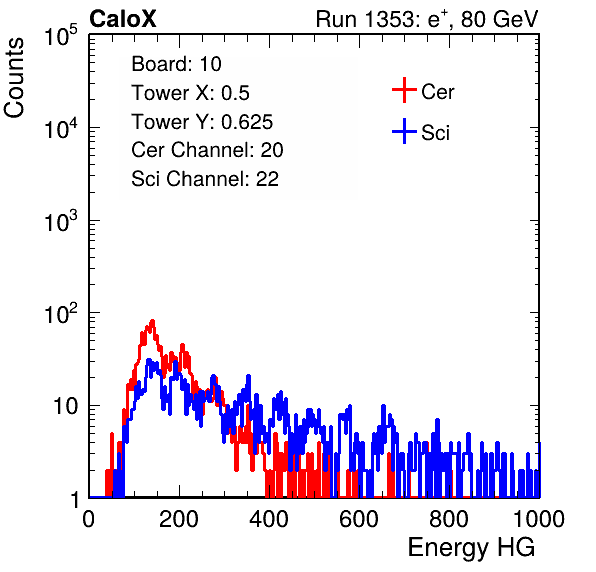 CaloX Run 1353: e⁺, 80 GeV
Counts
Board: 10
Tower X: 0.5
Tower Y: 0.625
Cer Channel: 20
Sci Channel: 22
Cer
Sci
10⁵
10⁴
10³
10²
10
1
0 200 400 600 800 1000
Energy HG